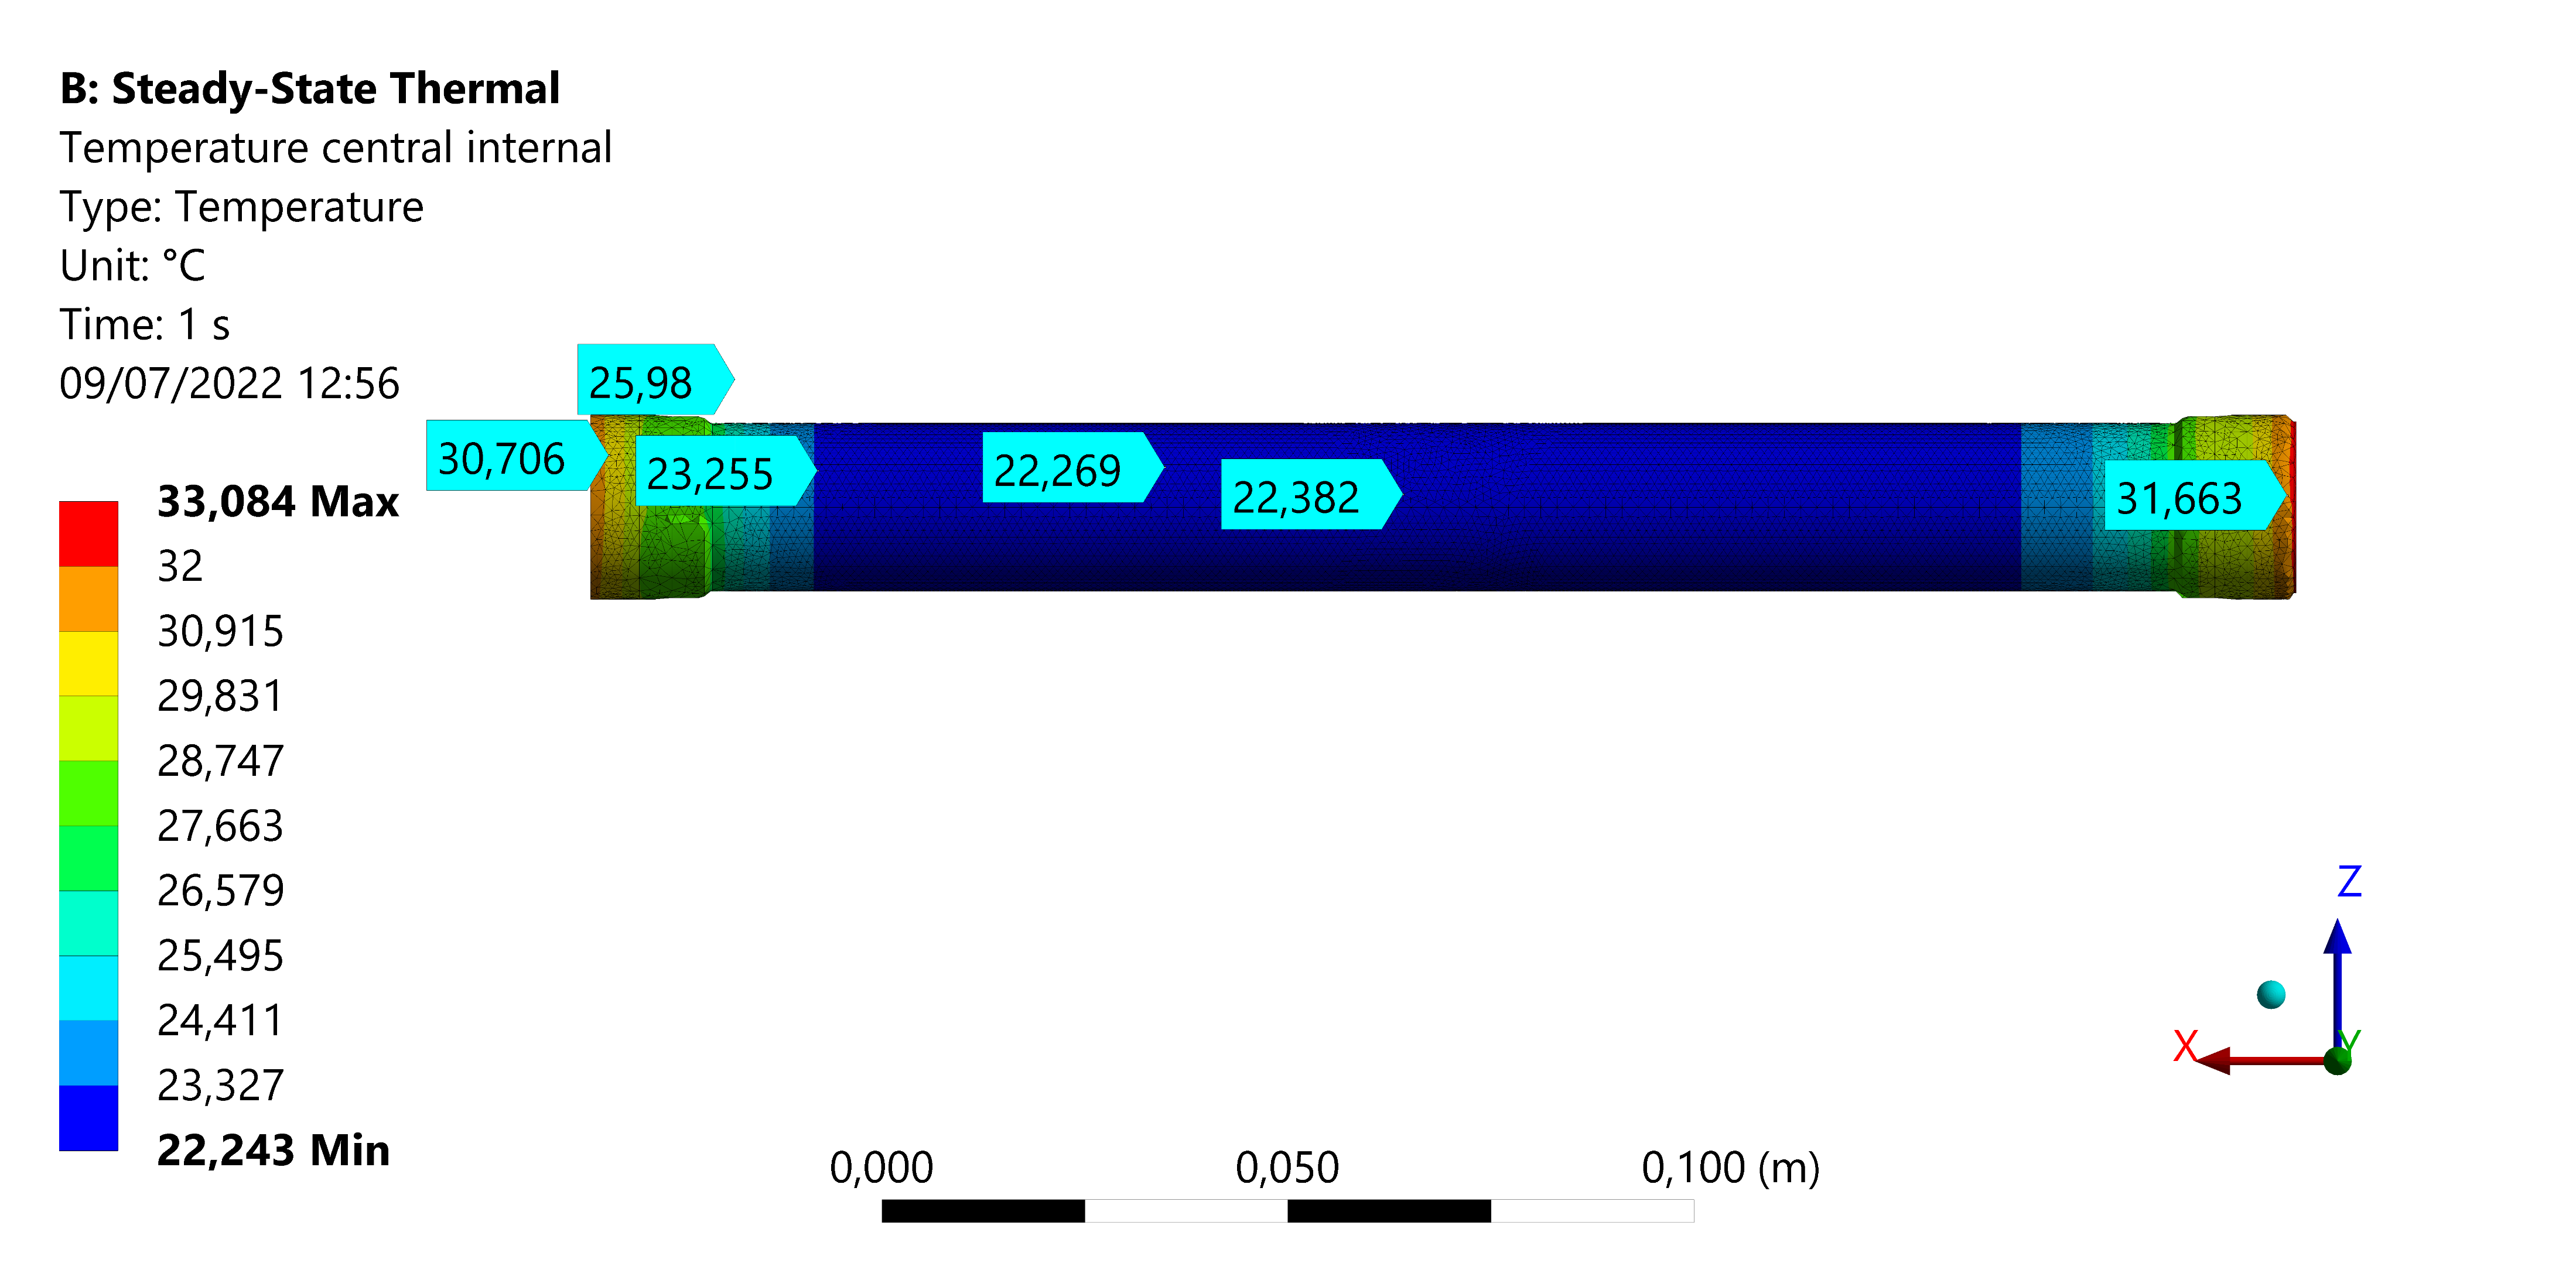 B: Steady-State Thermal
Temperature central internal
Type: Temperature
Unit: °C
Time: 1 s
09/07/2022 12:56
25,98
30,706
23,255
22,269
22,382
31,663
33,084 Max
32
30,915
29,831
28,747
27,663
26,579
25,495
24,411
23,327
22,243 Min
0,000
0,050
0,100 (m)
Z
X
Y